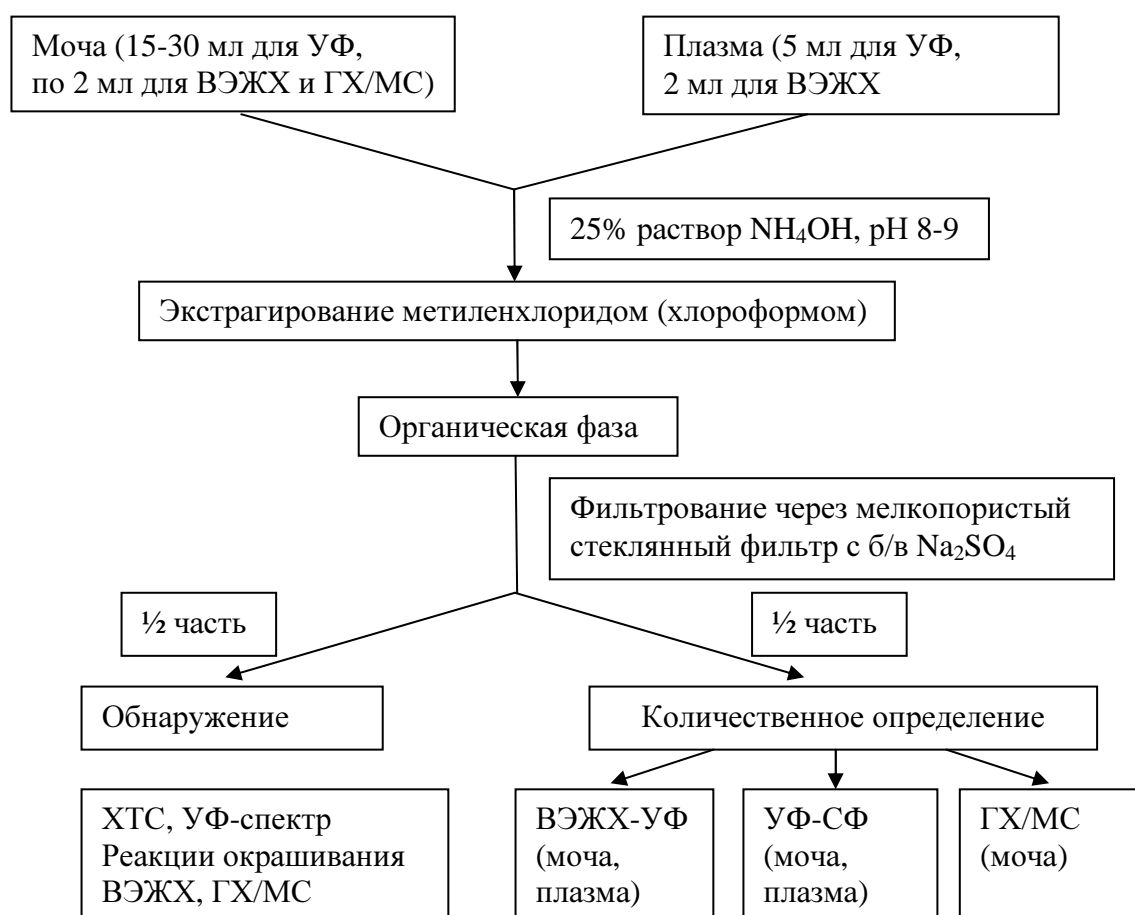 Моча (15-30 мл для УФ,
по 2 мл для ВЭЖХ и ГХ/МС)
Плазма (5 мл для УФ,
2 мл для ВЭЖХ
25% раствор NH₄OH, pH 8-9
Экстрагирование метиленхлоридом (хлороформом)
Органическая фаза
Фильтрование через мелкопористый
стеклянный фильтр с б/в Na₂SO₄
½ часть
½ часть
Обнаружение
Количественное определение
ХТС, УФ-спектр
Реакции окрашивания
ВЭЖХ, ГХ/МС
ВЭЖХ-УФ
(моча,
плазма)
УФ-СФ
(моча,
плазма)
ГХ/МС
(моча)